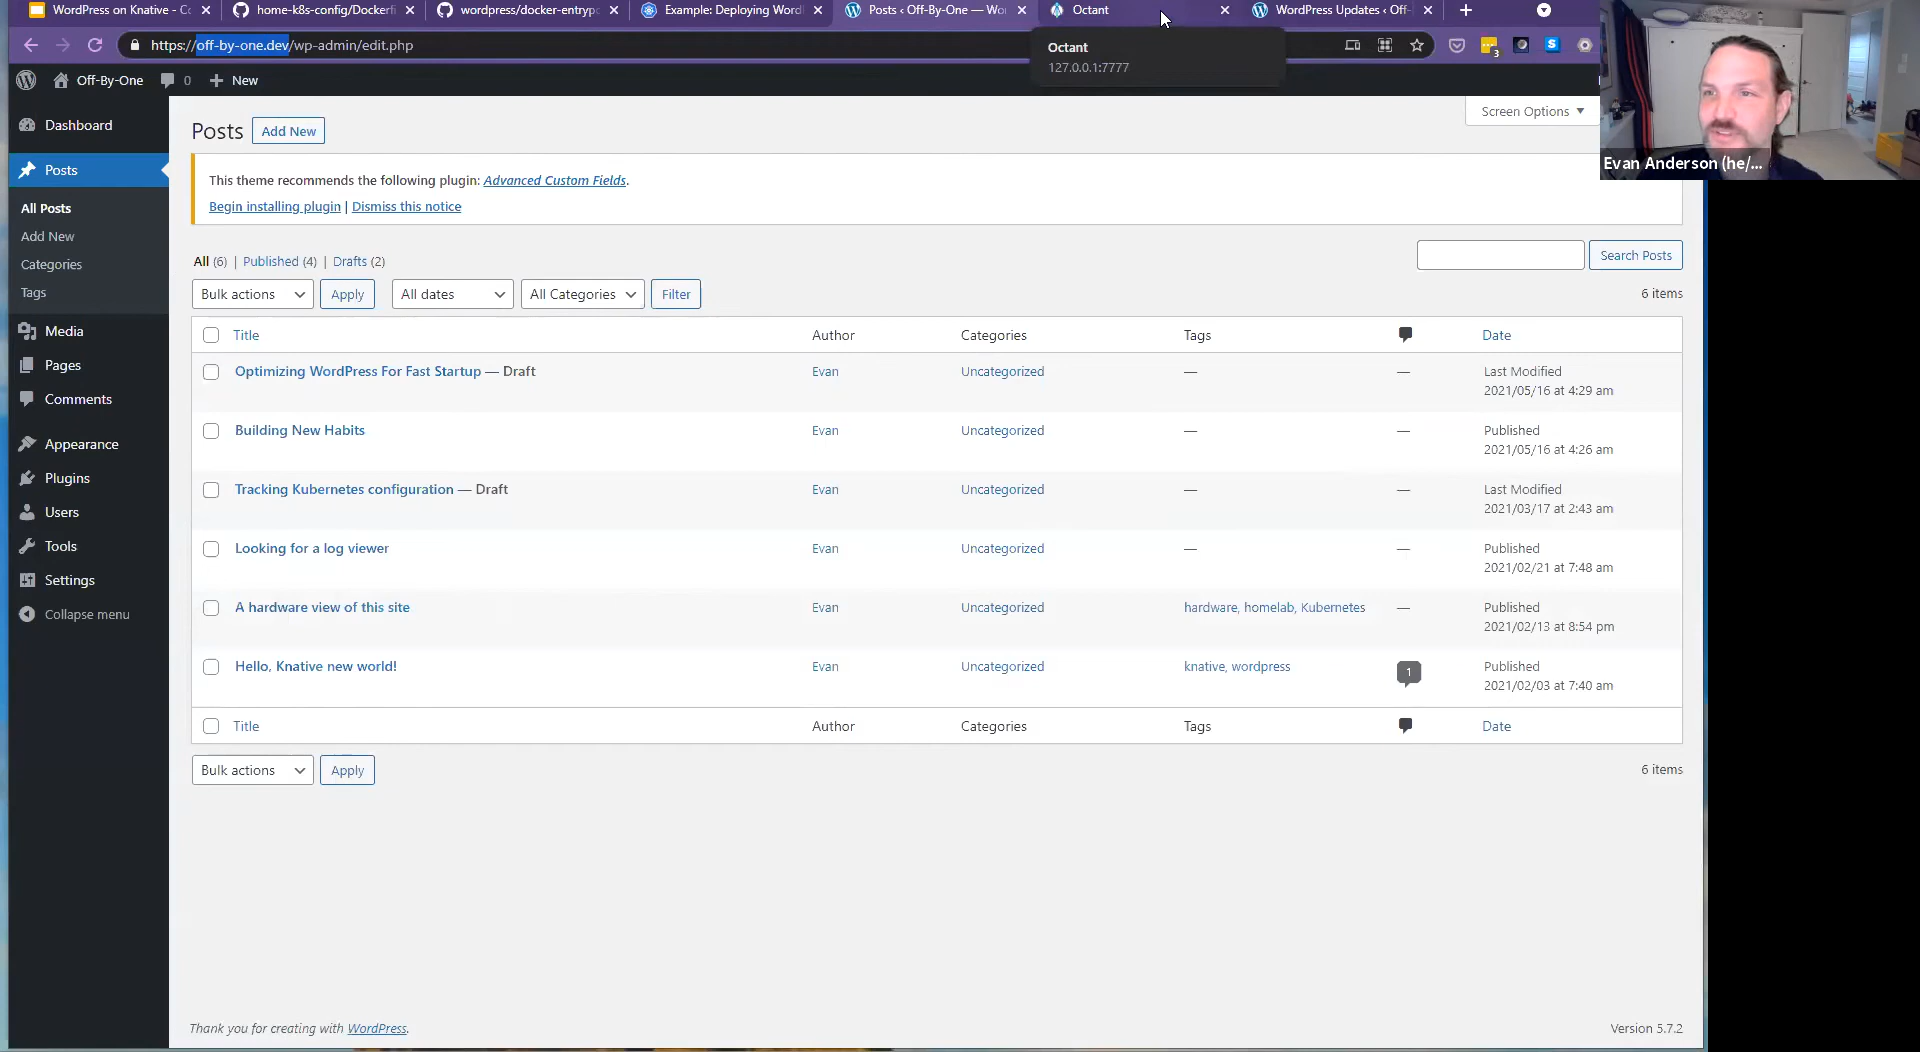 WordPress on Knative - Co
home-k8s-config/Dockerfi
wordpress/docker-entrypo
Example: Deploying Word
Posts ‹ Off-By-One — Wo
Octant
WordPress Updates ‹ Off-
https://off-by-one.dev/wp-admin/edit.php
3
S
Octant
127.0.0.1:7777
Off-By-One
0
New
Evan Anderson (he/...
Dashboard
Posts
All Posts
Add New
Categories
Tags
Media
Pages
Comments
Appearance
Plugins
Users
Tools
Settings
Collapse menu
Screen Options
Posts
Add New
This theme recommends the following plugin: Advanced Custom Fields.
Begin installing plugin | Dismiss this notice
All (6) | Published (4) | Drafts (2)
Search Posts
Bulk actions
Apply
All dates
All Categories
Filter
6 items
Title Author Categories Tags Date
Optimizing WordPress For Fast Startup — Draft Evan Uncategorized — — Last Modified
2021/05/16 at 4:29 am
Building New Habits Evan Uncategorized — — Published
2021/05/16 at 4:26 am
Tracking Kubernetes configuration — Draft Evan Uncategorized — — Last Modified
2021/03/17 at 2:43 am
Looking for a log viewer Evan Uncategorized — — Published
2021/02/21 at 7:48 am
A hardware view of this site Evan Uncategorized hardware, homelab, Kubernetes — Published
2021/02/13 at 8:54 pm
Hello, Knative new world! Evan Uncategorized knative, wordpress 1 Published
2021/02/03 at 7:40 am
Title Author Categories Tags Date
Bulk actions
Apply
6 items
Thank you for creating with WordPress.
Version 5.7.2